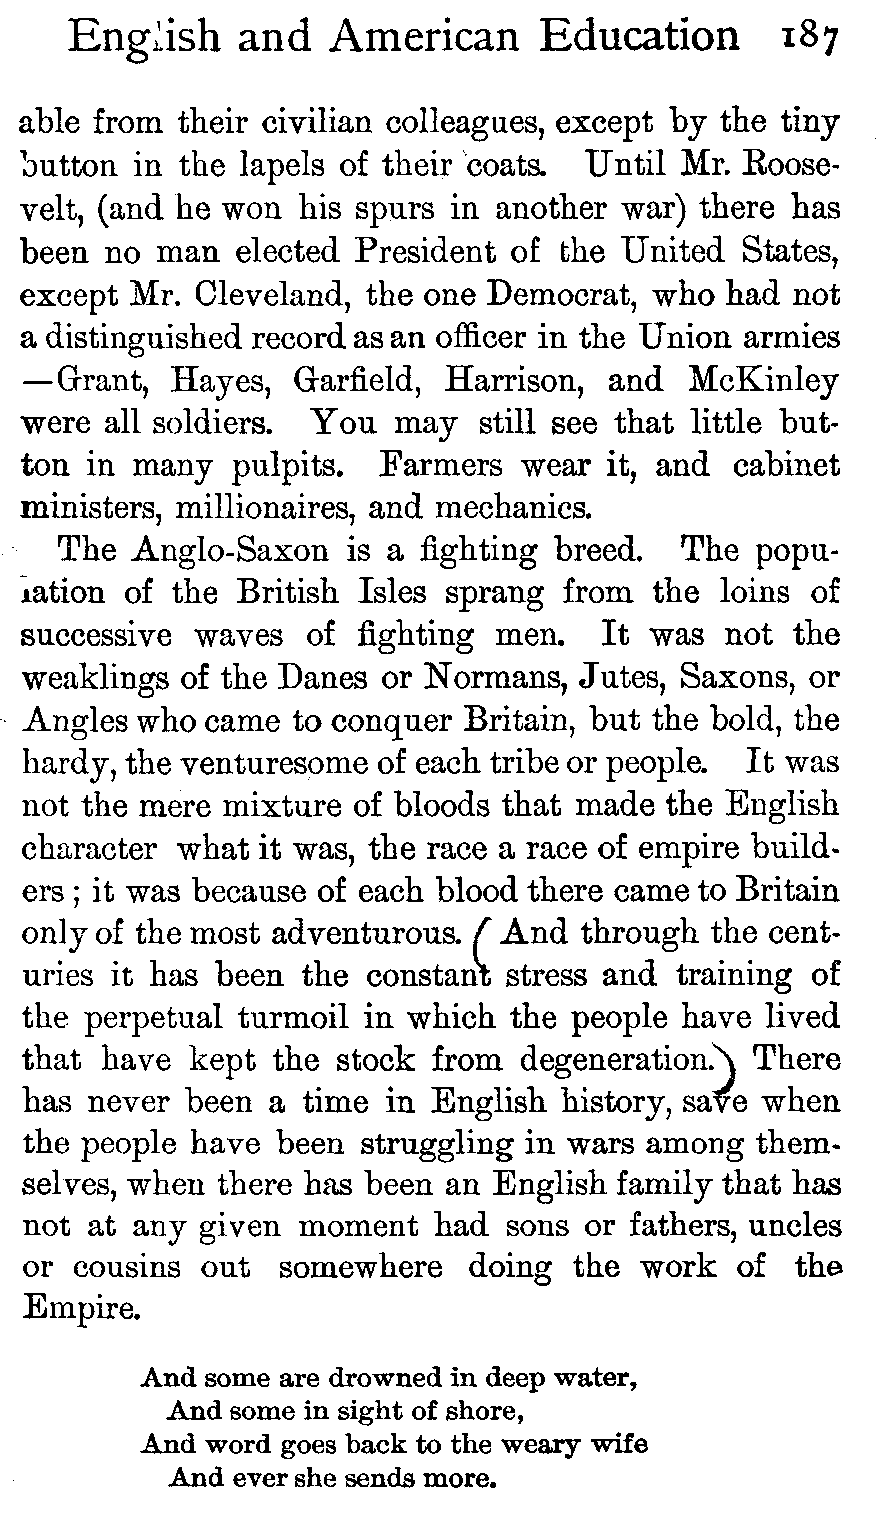 English and American Education 187
able from their civilian colleagues, except by the tiny
button in the lapels of their coats. Until Mr. Roose-
velt, (and he won his spurs in another war) there has
been no man elected President of the United States,
except Mr. Cleveland, the one Democrat, who had not
a distinguished record as an officer in the Union armies
—Grant, Hayes, Garfield, Harrison, and McKinley
were all soldiers. You may still see that little but-
ton in many pulpits. Farmers wear it, and cabinet
ministers, millionaires, and mechanics.
The Anglo-Saxon is a fighting breed. The popu-
lation of the British Isles sprang from the loins of
successive waves of fighting men. It was not the
weaklings of the Danes or Normans, Jutes, Saxons, or
Angles who came to conquer Britain, but the bold, the
hardy, the venturesome of each tribe or people. It was
not the mere mixture of bloods that made the English
character what it was, the race a race of empire build-
ers; it was because of each blood there came to Britain
only of the most adventurous. (And through the cent-
uries it has been the constant stress and training of
the perpetual turmoil in which the people have lived
that have kept the stock from degeneration.) There
has never been a time in English history, save when
the people have been struggling in wars among them-
selves, when there has been an English family that has
not at any given moment had sons or fathers, uncles
or cousins out somewhere doing the work of the
Empire.
And some are drowned in deep water,
And some in sight of shore,
And word goes back to the weary wife
And ever she sends more.